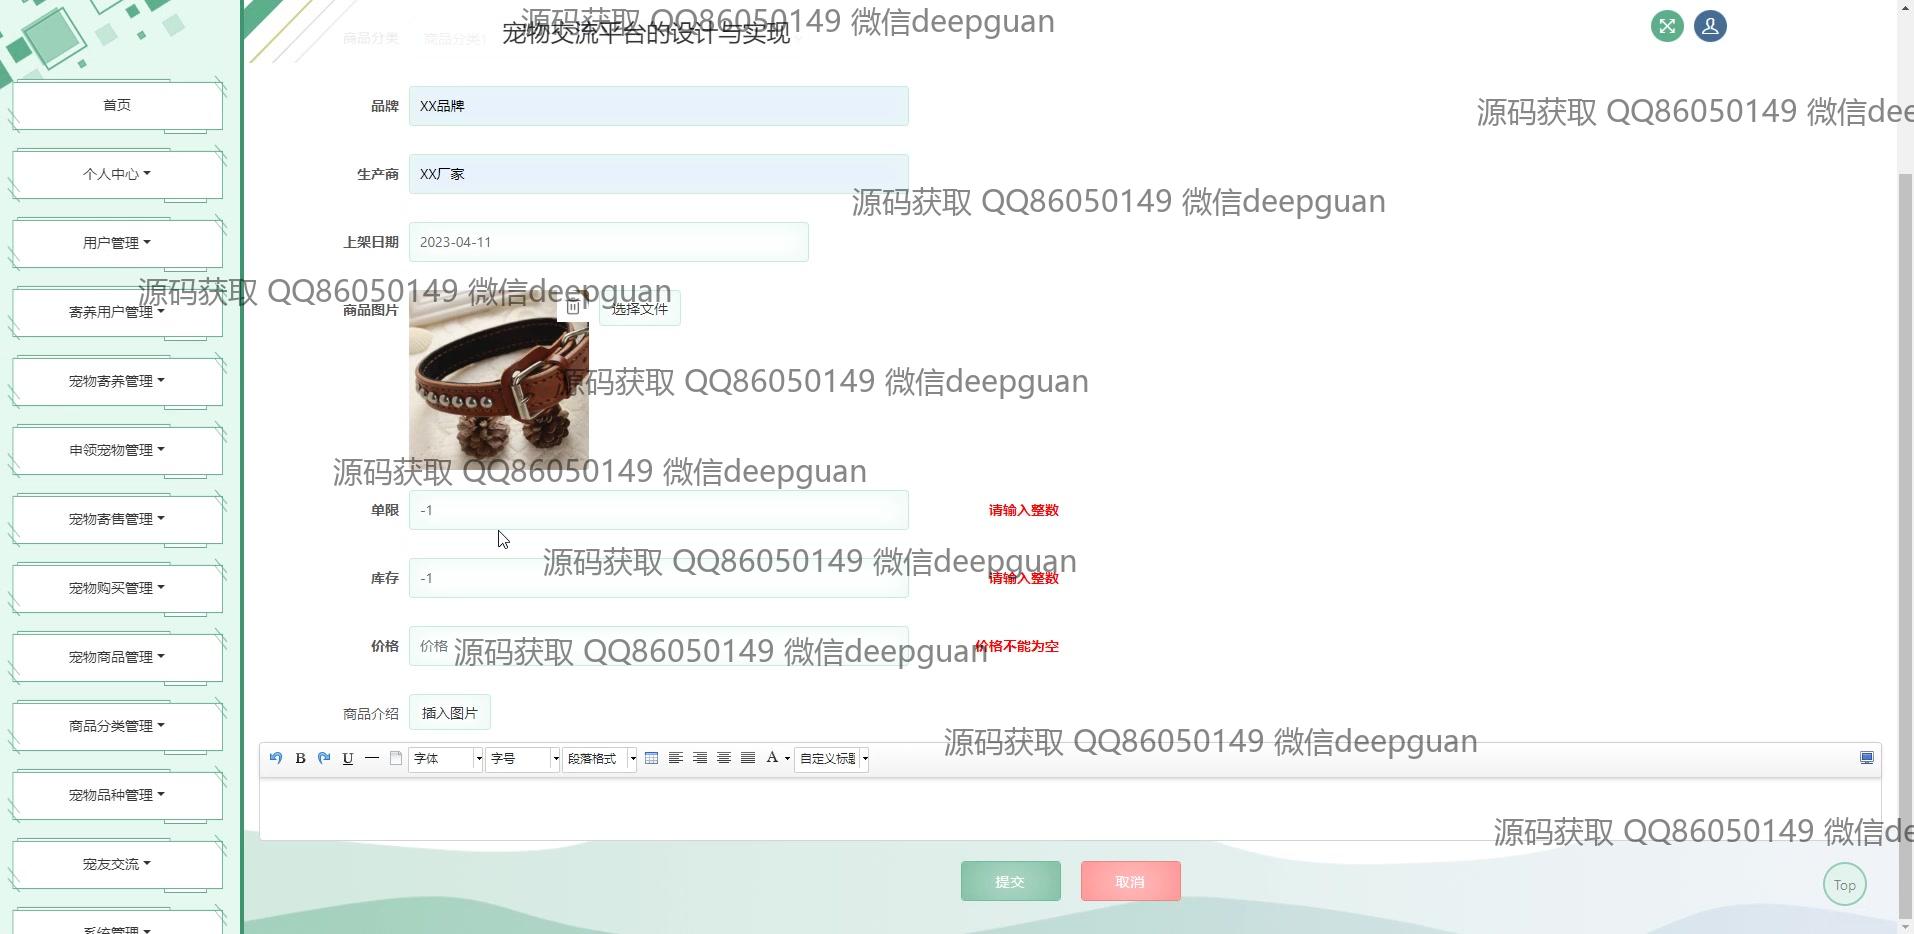 源码获取 QQ86050149 微信deepguan
宠物交流平台的设计与实现
商品分类
商品分类1
首页
品牌
XX品牌
源码获取 QQ86050149 微信dee
个人中心
生产商
XX厂家
源码获取 QQ86050149 微信deepguan
用户管理
上架日期
2023-04-11
源码获取 QQ86050149 微信deepguan
寄养用户管理
商品图片
选择文件
宠物寄养管理
源码获取 QQ86050149 微信deepguan
申领宠物管理
源码获取 QQ86050149 微信deepguan
宠物寄售管理
单限
-1
请输入整数
源码获取 QQ86050149 微信deepguan
宠物购买管理
库存
-1
请输入整数
宠物商品管理
价格
价格
源码获取 QQ86050149 微信deepguan
价格不能为空
商品分类管理
商品介绍
插入图片
源码获取 QQ86050149 微信deepguan
B U 字体 字号 段落格式 A 自定义标题
宠物品种管理
源码获取 QQ86050149 微信de
宠友交流
提交
取消
Top
系统管理